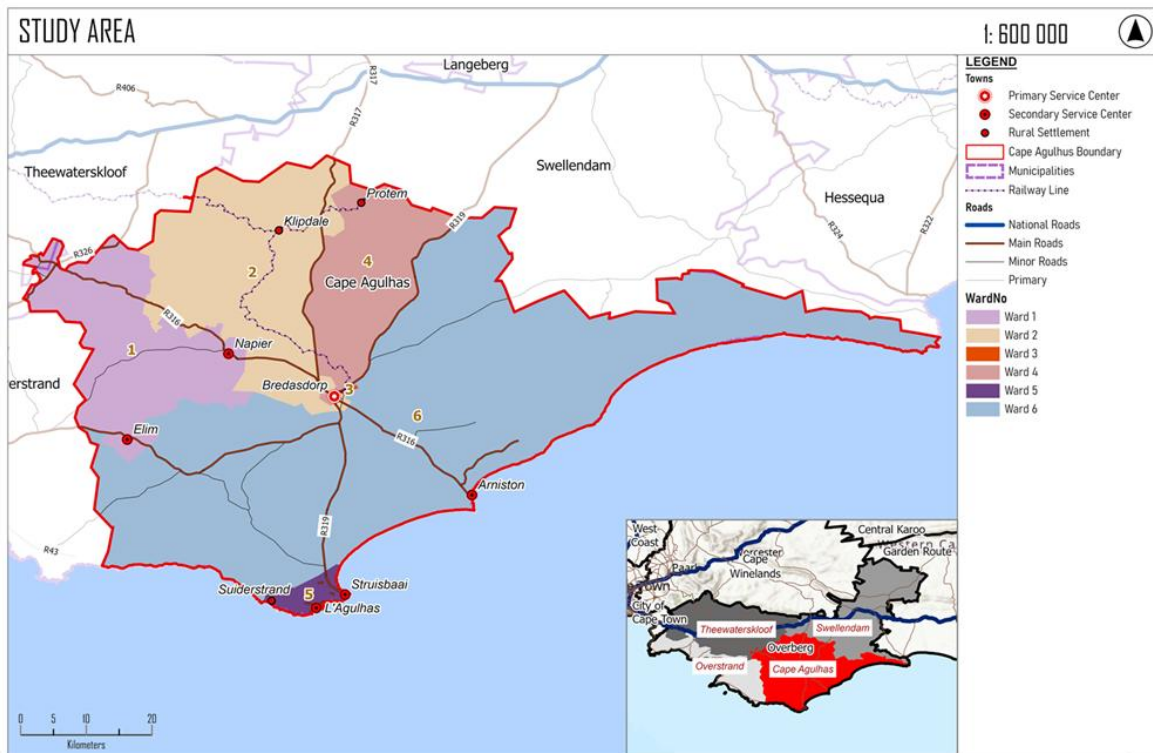 STUDY AREA
1: 600 000
LEGEND
Towns
Primary Service Center
Secondary Service Center
Rural Settlement
Cape Agulhus Boundary
Municipalities
Railway Line
Roads
National Roads
Main Roads
Minor Roads
Primary
WardNo
Ward 1
Ward 2
Ward 3
Ward 4
Ward 5
Ward 6
Langeberg
R317
R406
R317
Theewaterskloof
Swellendam
Protem
Hessequa
Klipdale
R319
R324
R322
R326
2
4
Cape Agulhas
R316
1
Napier
erstrand
Bredasdorp
3
6
R316
Elim
Arniston
R319
R43
Suiderstrand
5
Struisbaai
L'Agulhas
0 5 10 20
Kilometers
West
Coast
Central Karoo
Garden Route
Worcester
Cape
Winelands
City of
Cape Town
Theewaterskloof
Swellendam
Overberg
Overstrand
Cape Agulhas